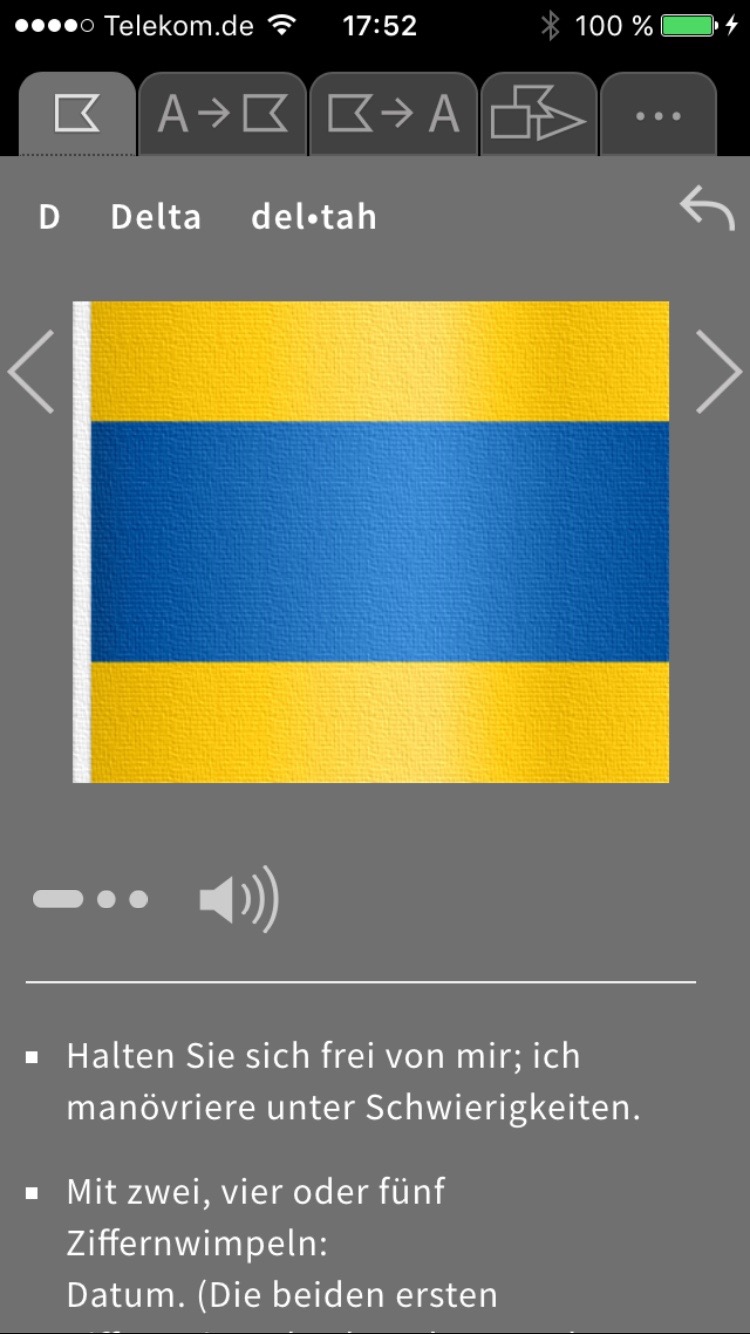 Telekom.de 17:52 100 %
A → → A ...
D Delta del•tah
Halten Sie sich frei von mir; ich
manövriere unter Schwierigkeiten.
Mit zwei, vier oder fünf
Ziffernwimpeln:
Datum. (Die beiden ersten